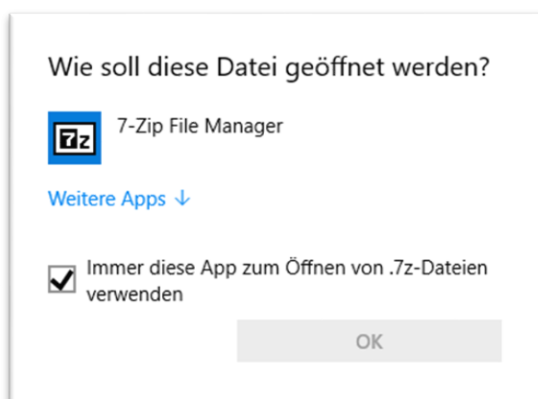 Wie soll diese Datei geöffnet werden?
7z
7-Zip File Manager
Weitere Apps ↓
Immer diese App zum Öffnen von .7z-Dateien
verwenden
OK